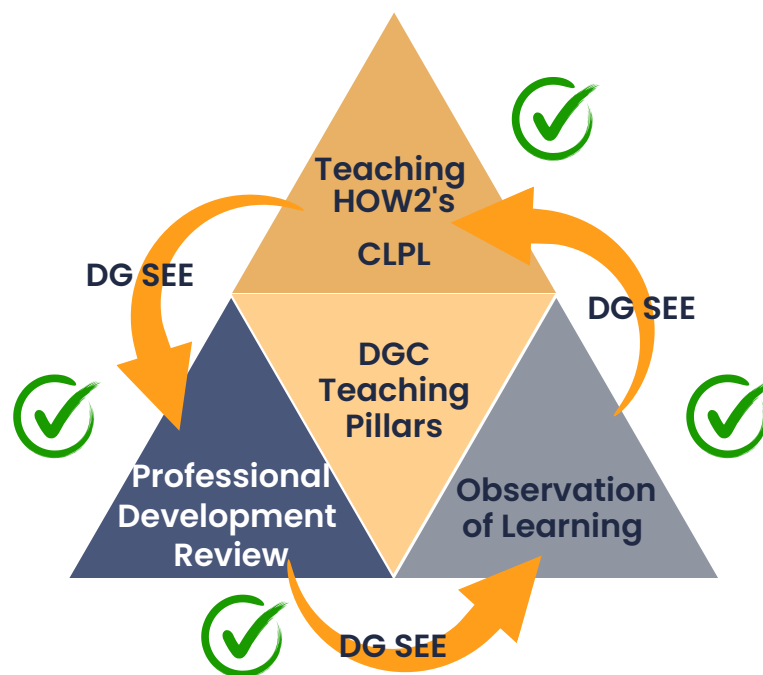 Teaching
HOW2's
CLPL
DG SEE
DG SEE
DGC
Teaching
Pillars
Professional
Development
Review
Observation
of Learning
DG SEE